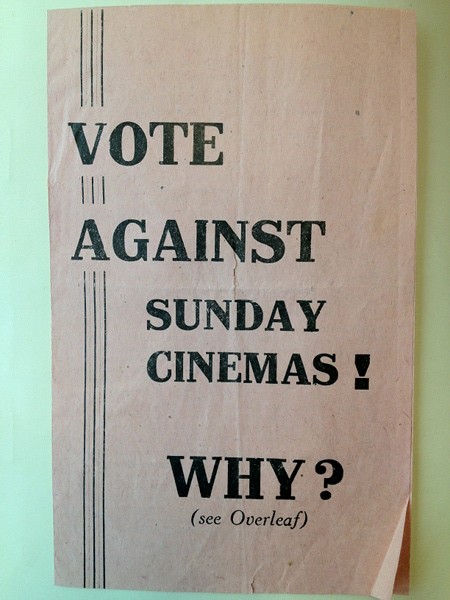 VOTE
AGAINST
SUNDAY
CINEMAS !
WHY ?
(see Overleaf)